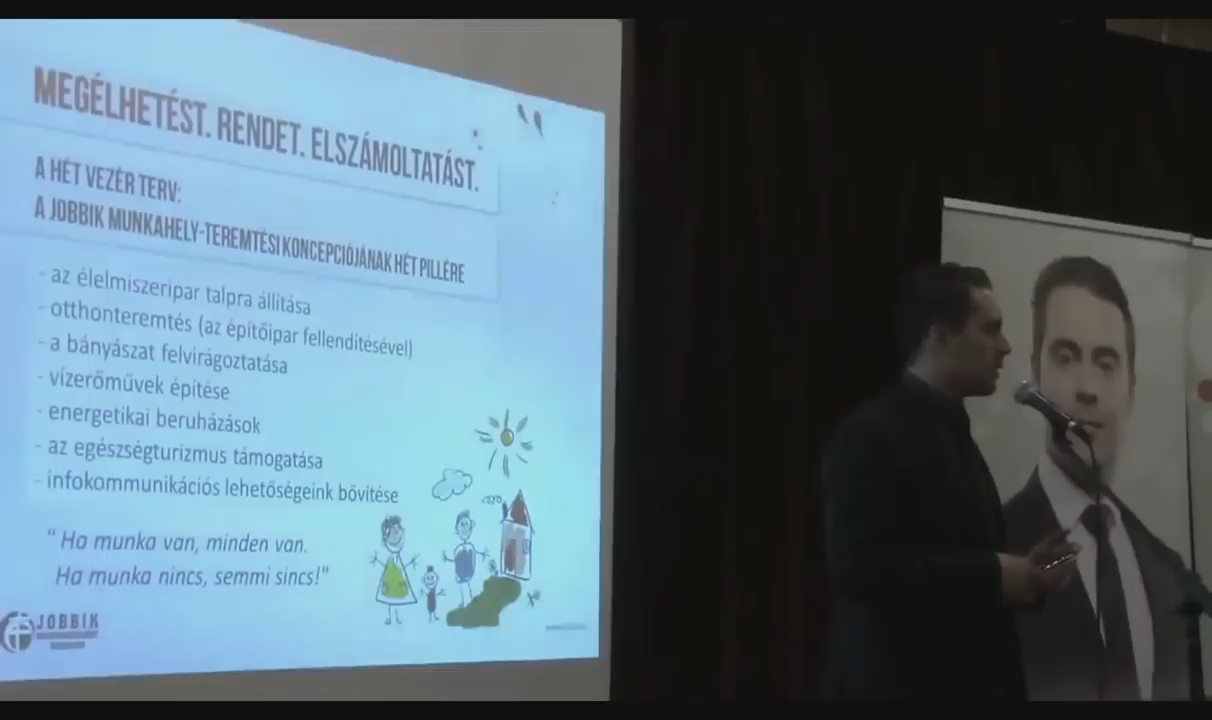 MEGÉLHETÉST. RENDET. ELSZÁMOLTATÁST.
A HÉT VEZÉR TERV:
A JOBBIK MUNKAHELY-TEREMTÉSI KONCEPCIÓJÁNAK HÉT PILLÉRE
- az élelmiszeripar talpra állítása
- otthonteremtés (az építőipar fellendítésével)
- a bányászat felvirágoztatása
- vízerőművek építése
- energetikai beruházások
- az egészségturizmus támogatása
- infokommunikációs lehetőségeink bővítése
" Ha munka van, minden van.
Ha munka nincs, semmi sincs!"
JOBBIK